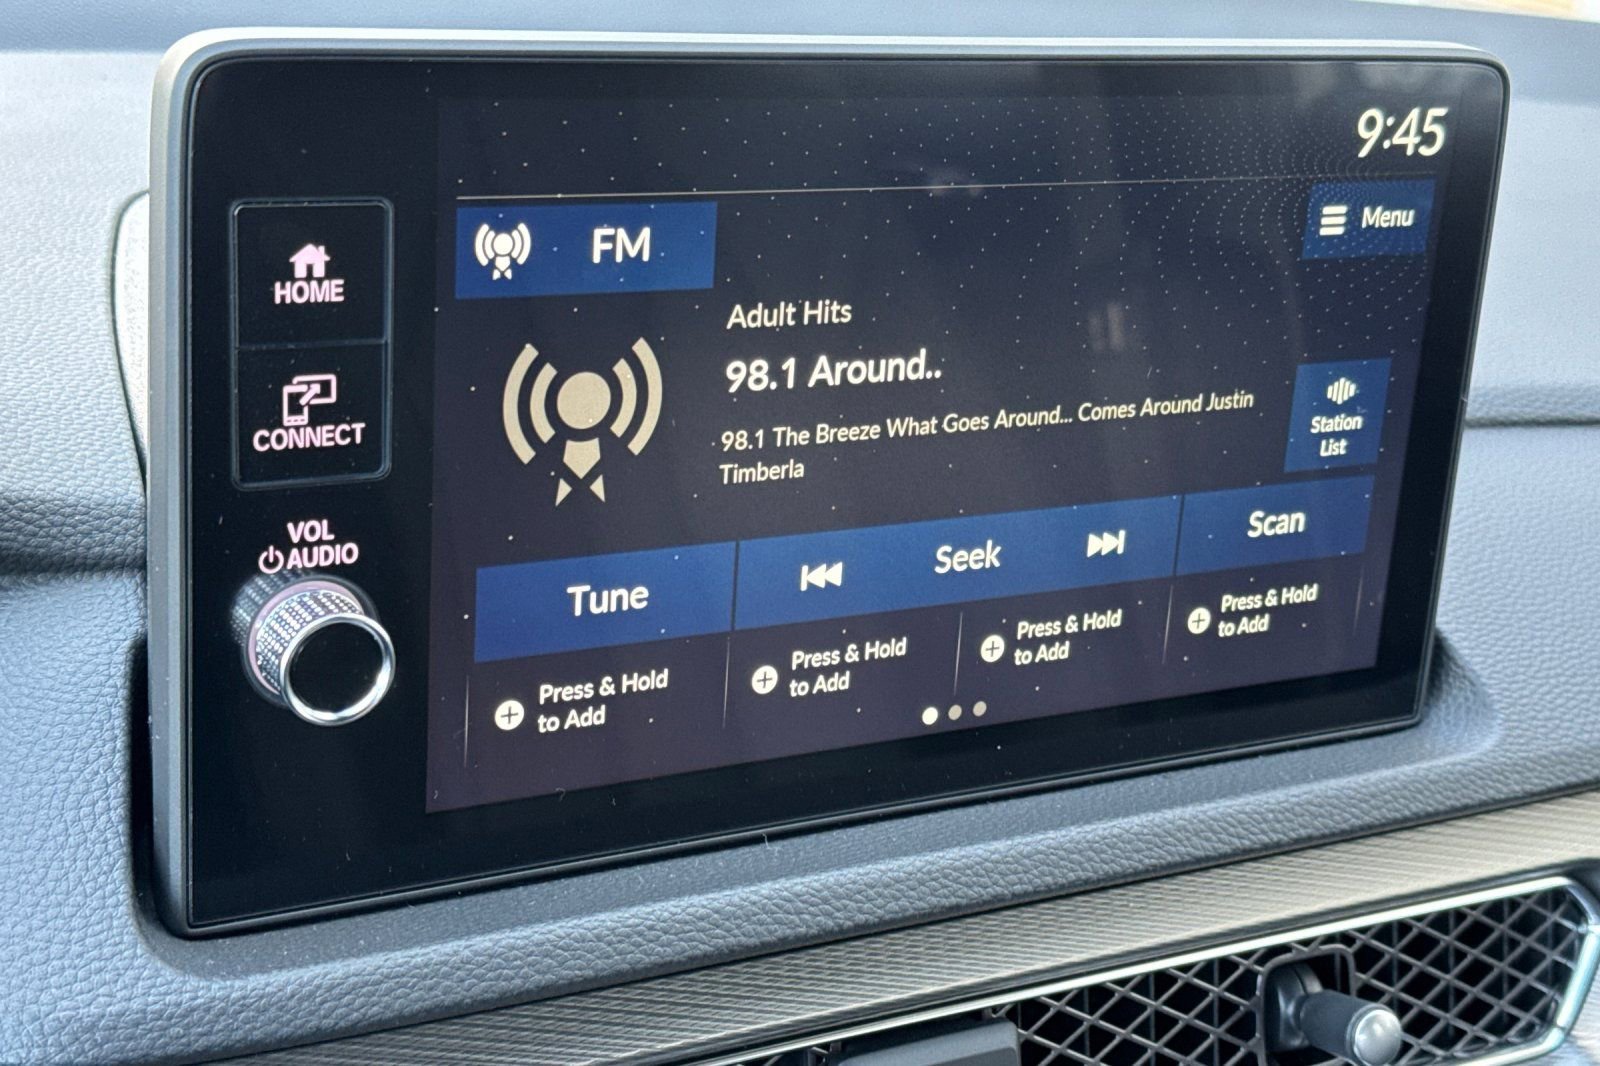 9:45
HOME
FM
Menu
Adult Hits
98.1 Around..
CONNECT
98.1 The Breeze What Goes Around... Comes Around Justin
Timberla
Station
List
VOL
AUDIO
Tune
Seek
Scan
Press & Hold
to Add
Press & Hold
to Add
Press & Hold
to Add
Press & Hold
to Add